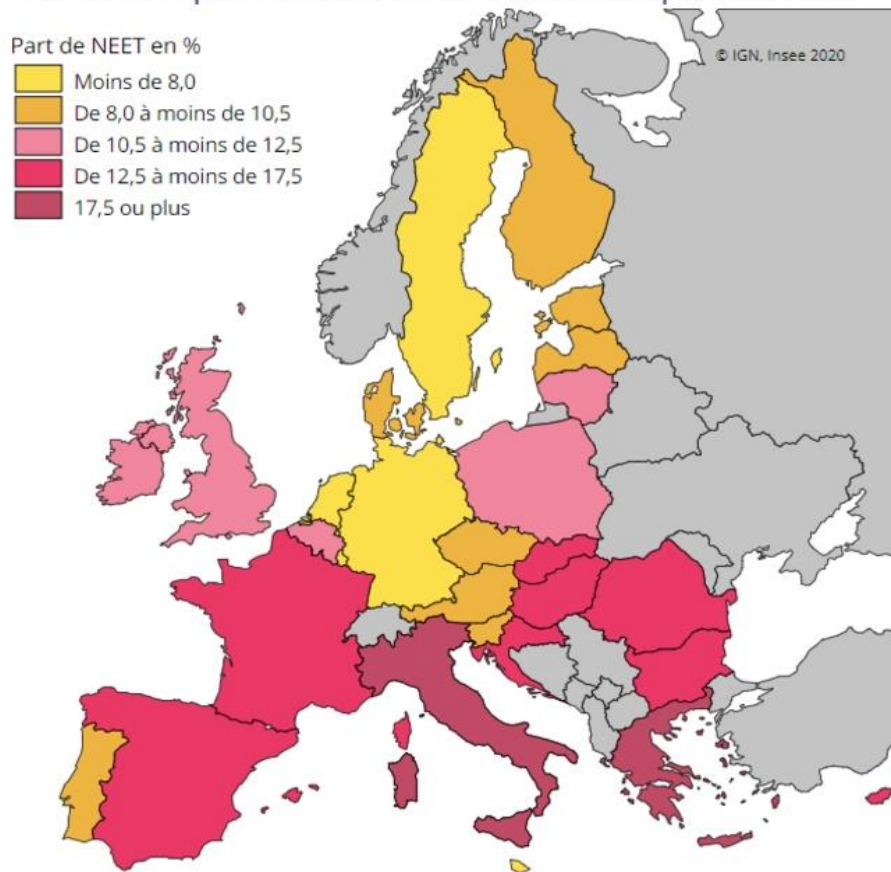 Part de NEET en %
Moins de 8,0
De 8,0 à moins de 10,5
De 10,5 à moins de 12,5
De 12,5 à moins de 17,5
17,5 ou plus
© IGN, Insee 2020